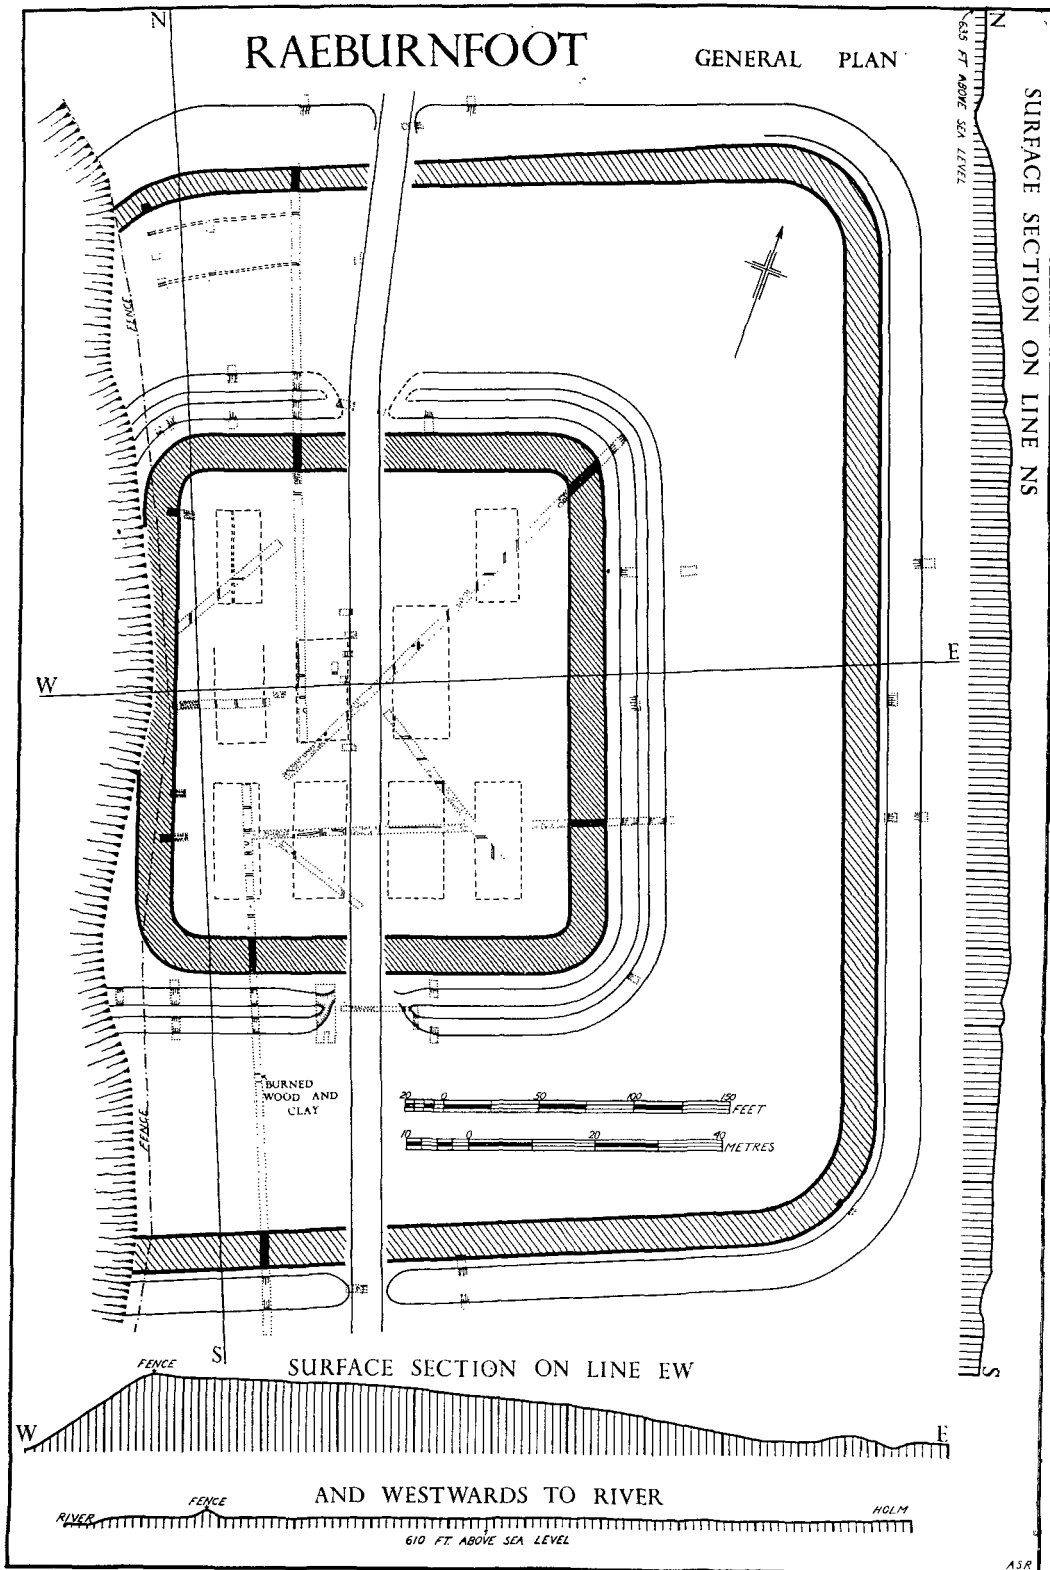 N
RAEBURNFOOT
GENERAL PLAN
N
635 FT ABOVE SEA LEVEL
SURFACE SECTION ON LINE NS
FENCE
W
E
BURNED
WOOD AND
CLAY
20 0 50 100 150
FEET
10 0 20 40
METRES
FENCE
S
S
FENCE
SURFACE SECTION ON LINE EW
W
E
AND WESTWARDS TO RIVER
RIVER
FENCE
HOLM
610 FT. ABOVE SEA LEVEL
ASR